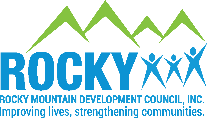 ROCKY
ROCKY MOUNTAIN DEVELOPMENT COUNCIL, INC.
Improving lives, strengthening communities.